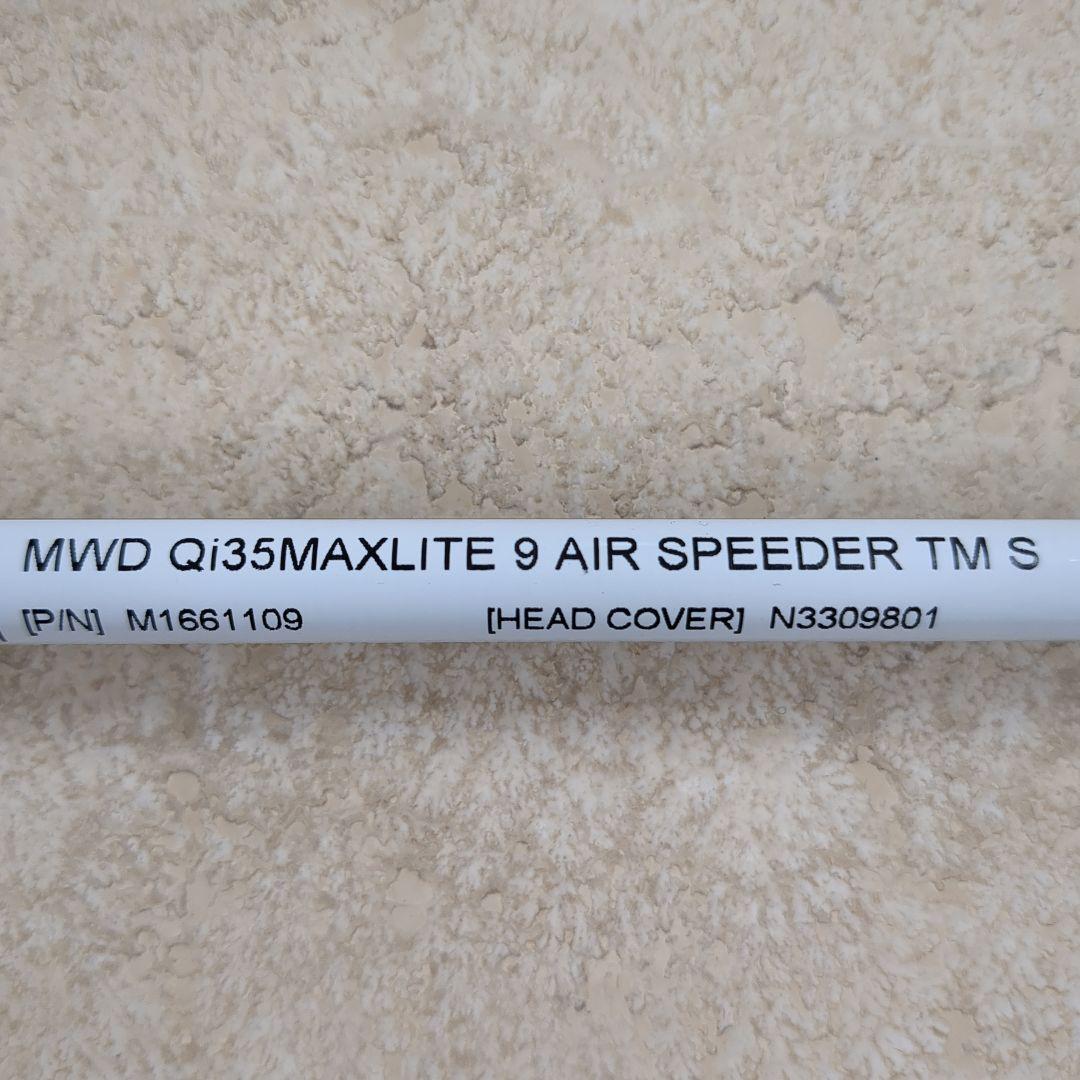 MWD Qi35MAXLITE 9 AIR SPEEDER TM S
[P/N] M1661109 [HEAD COVER] N3309801